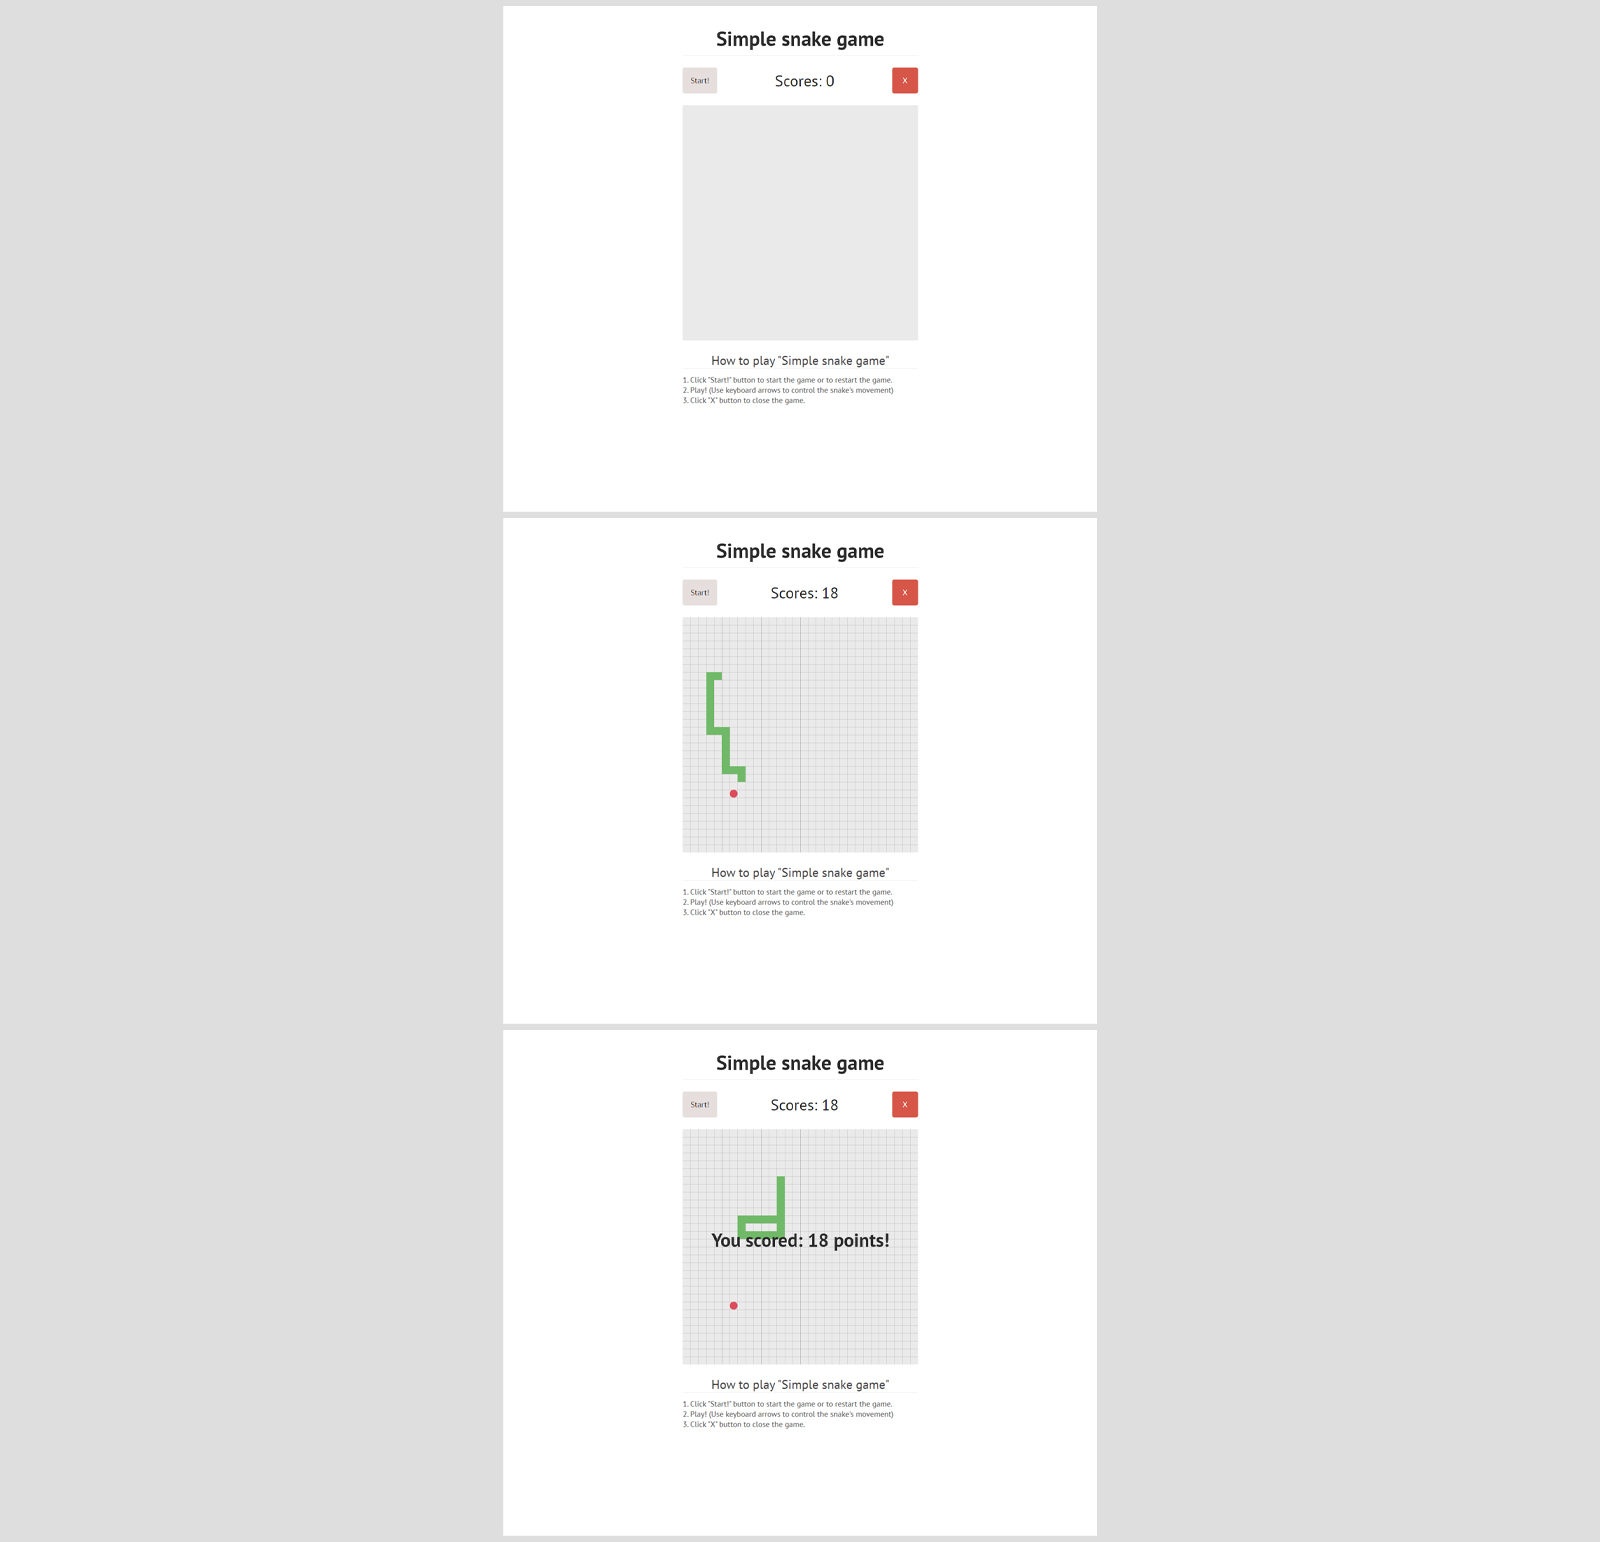 Simple snake game
Start! Scores: 0 X
How to play "Simple snake game"
1. Click "Start!" button to start the game or to restart the game.
2. Play! (Use keyboard arrows to control the snake's movement)
3. Click "X" button to close the game.
Simple snake game
Start! Scores: 18 X
How to play "Simple snake game"
1. Click "Start!" button to start the game or to restart the game.
2. Play! (Use keyboard arrows to control the snake's movement)
3. Click "X" button to close the game.
Simple snake game
Start! Scores: 18 X
You scored: 18 points!
How to play "Simple snake game"
1. Click "Start!" button to start the game or to restart the game.
2. Play! (Use keyboard arrows to control the snake's movement)
3. Click "X" button to close the game.